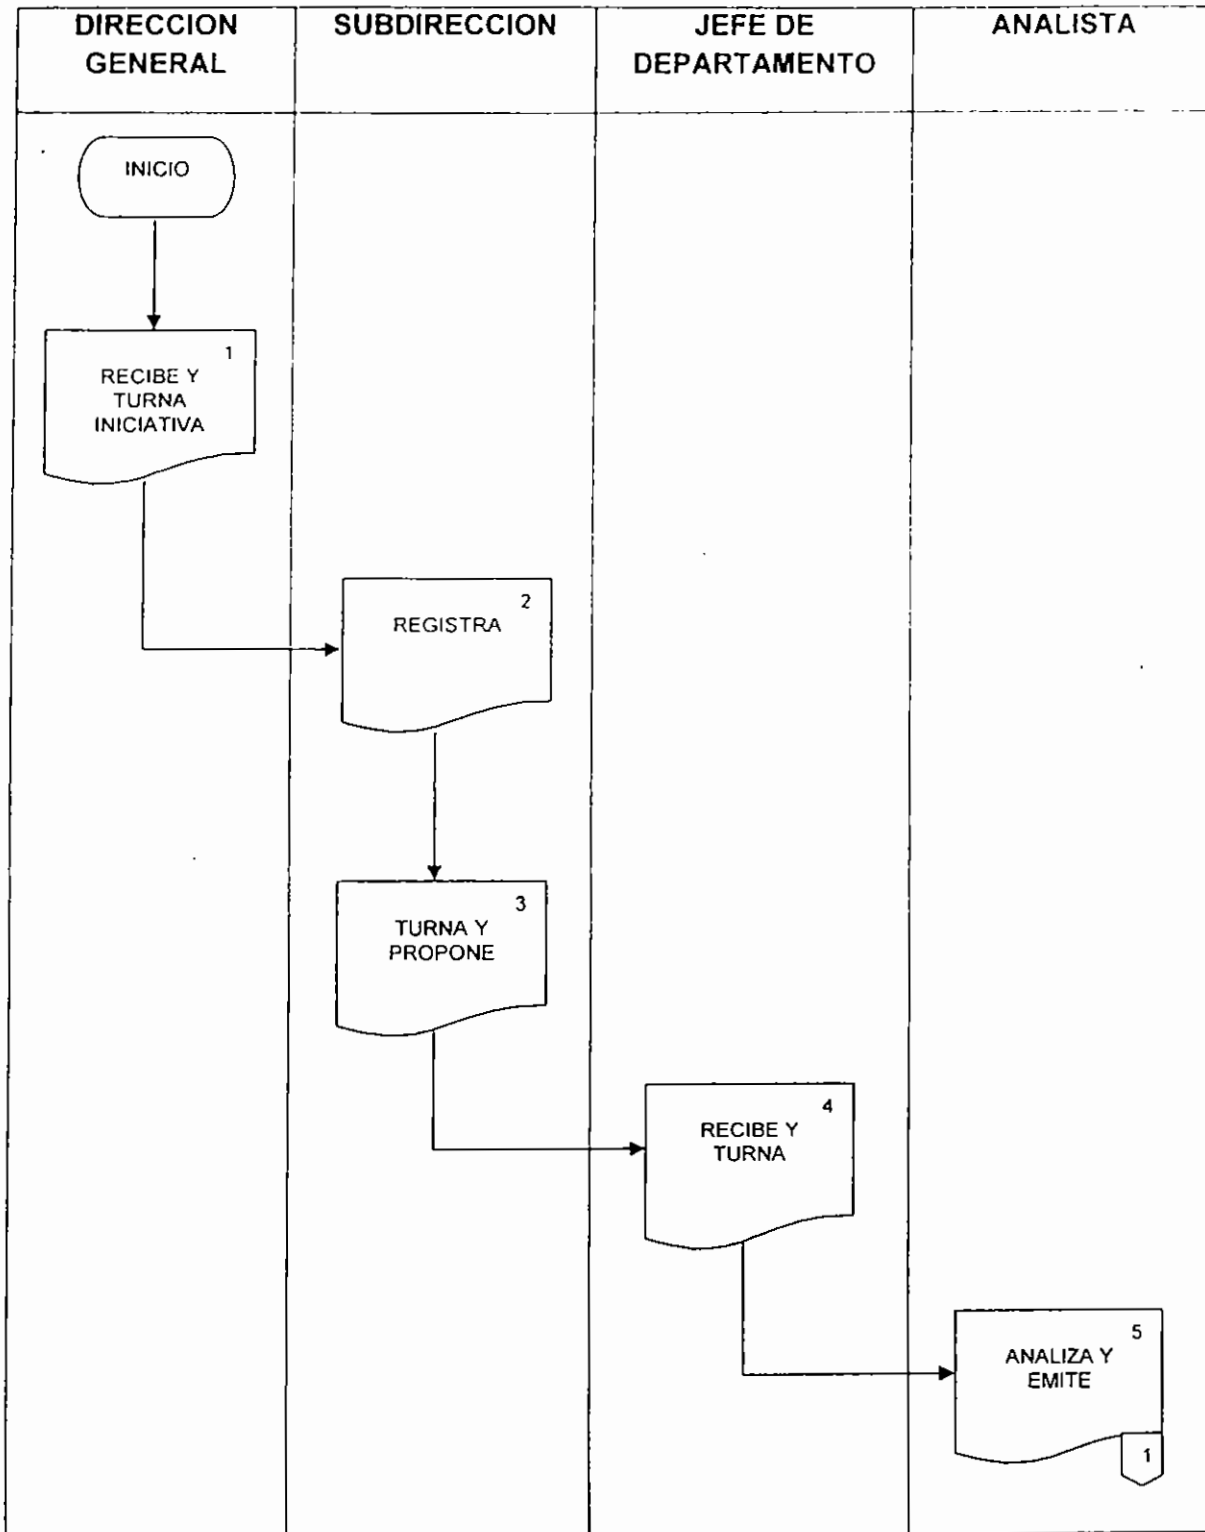 DIRECCION
GENERAL
SUBDIRECCION
JEFE DE
DEPARTAMENTO
ANALISTA
INICIO
1
RECIBE Y
TURNA
INICIATIVA
2
REGISTRA
3
TURNA Y
PROPONE
4
RECIBE Y
TURNA
5
ANALIZA Y
EMITE
1